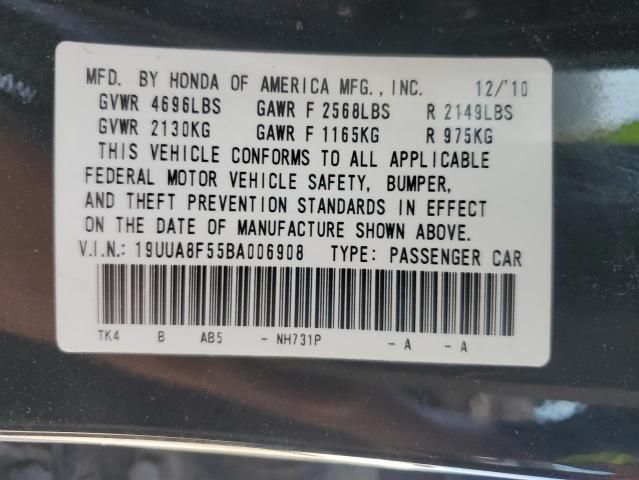 MFD. BY HONDA OF AMERICA MFG., INC. 12/'10
GVWR 4696LBS GAWR F 2568LBS R 2149LBS
GVWR 2130KG GAWR F 1165KG R 975KG
THIS VEHICLE CONFORMS TO ALL APPLICABLE
FEDERAL MOTOR VEHICLE SAFETY, BUMPER,
AND THEFT PREVENTION STANDARDS IN EFFECT
ON THE DATE OF MANUFACTURE SHOWN ABOVE.
V.I.N.: 19UUA8F55BA006908 TYPE: PASSENGER CAR
TK4 B AB5 - NH731P - A - A